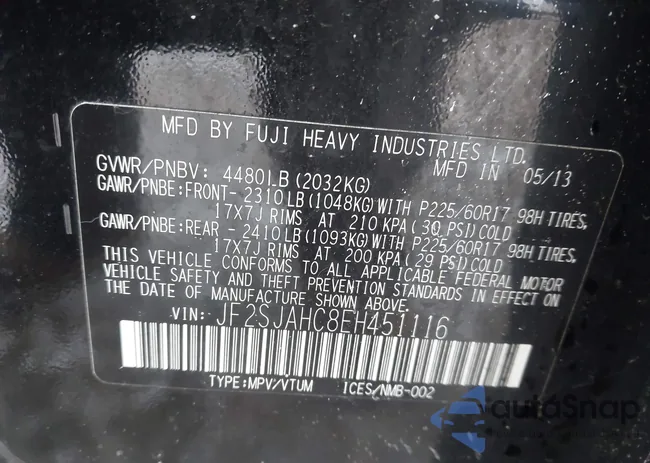 MFD BY FUJI HEAVY INDUSTRIES LTD.
MFD IN 05/13
GVWR/PNBV: 4480LB (2032KG)
GAWR/PNBE:FRONT-2310LB(1048KG)WITH P225/60R17 98H TIRES,
17X7J RIMS AT 210 KPA(30 PSI)COLD
GAWR/PNBE:REAR -2410LB(1093KG)WITH P225/60R17 98H TIRES,
17X7J RIMS AT 200 KPA(29 PSI)COLD
THIS VEHICLE CONFORMS TO ALL APPLICABLE FEDERAL MOTOR
VEHICLE SAFETY AND THEFT PREVENTION STANDARDS IN EFFECT ON
THE DATE OF MANUFACTURE SHOWN ABOVE.
VIN: JF2SJAHC8EH451116
TYPE:MPV/VTUM ICES/NMB-002
autoSnap